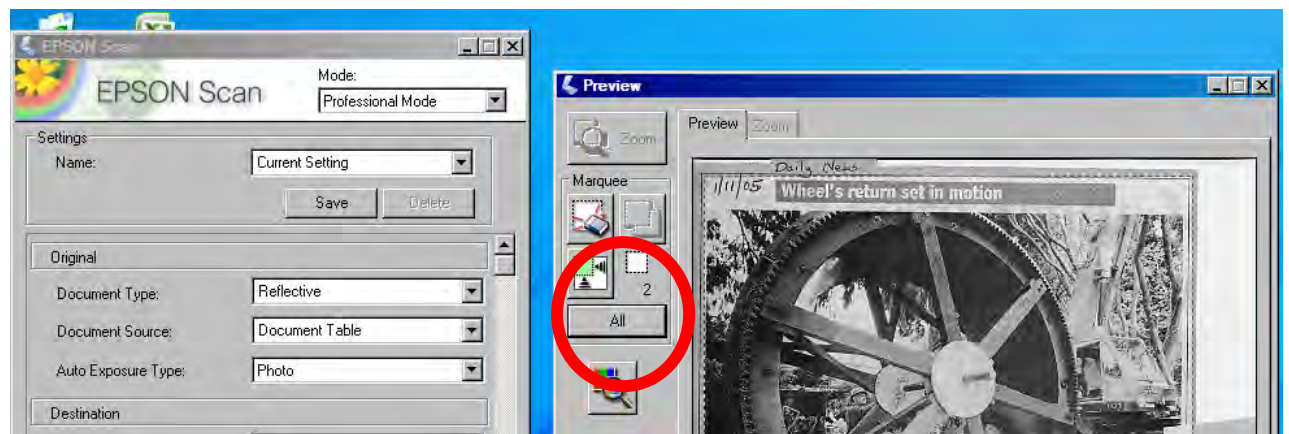 EPSON Scan
EPSON Scan
Mode:
Professional Mode
Settings
Name:
Current Setting
Save
Delete
Original
Document Type:
Reflective
Document Source:
Document Table
Auto Exposure Type:
Photo
Destination
Preview
Zoom
Preview
Zoom
Marquee
2
All
Daily News
1/11/05
Wheel's return set in motion